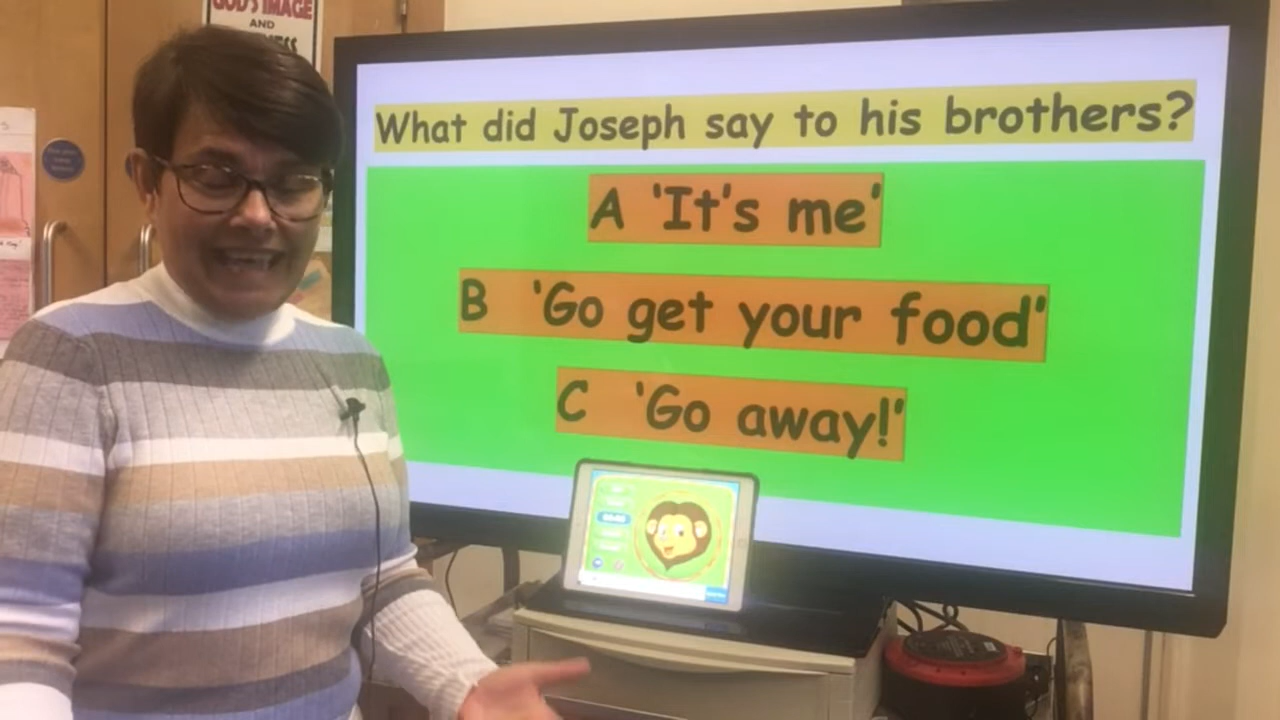 GOD'S IMAGE
AND
What did Joseph say to his brothers?
A 'It's me'
B 'Go get your food'
C 'Go away!'